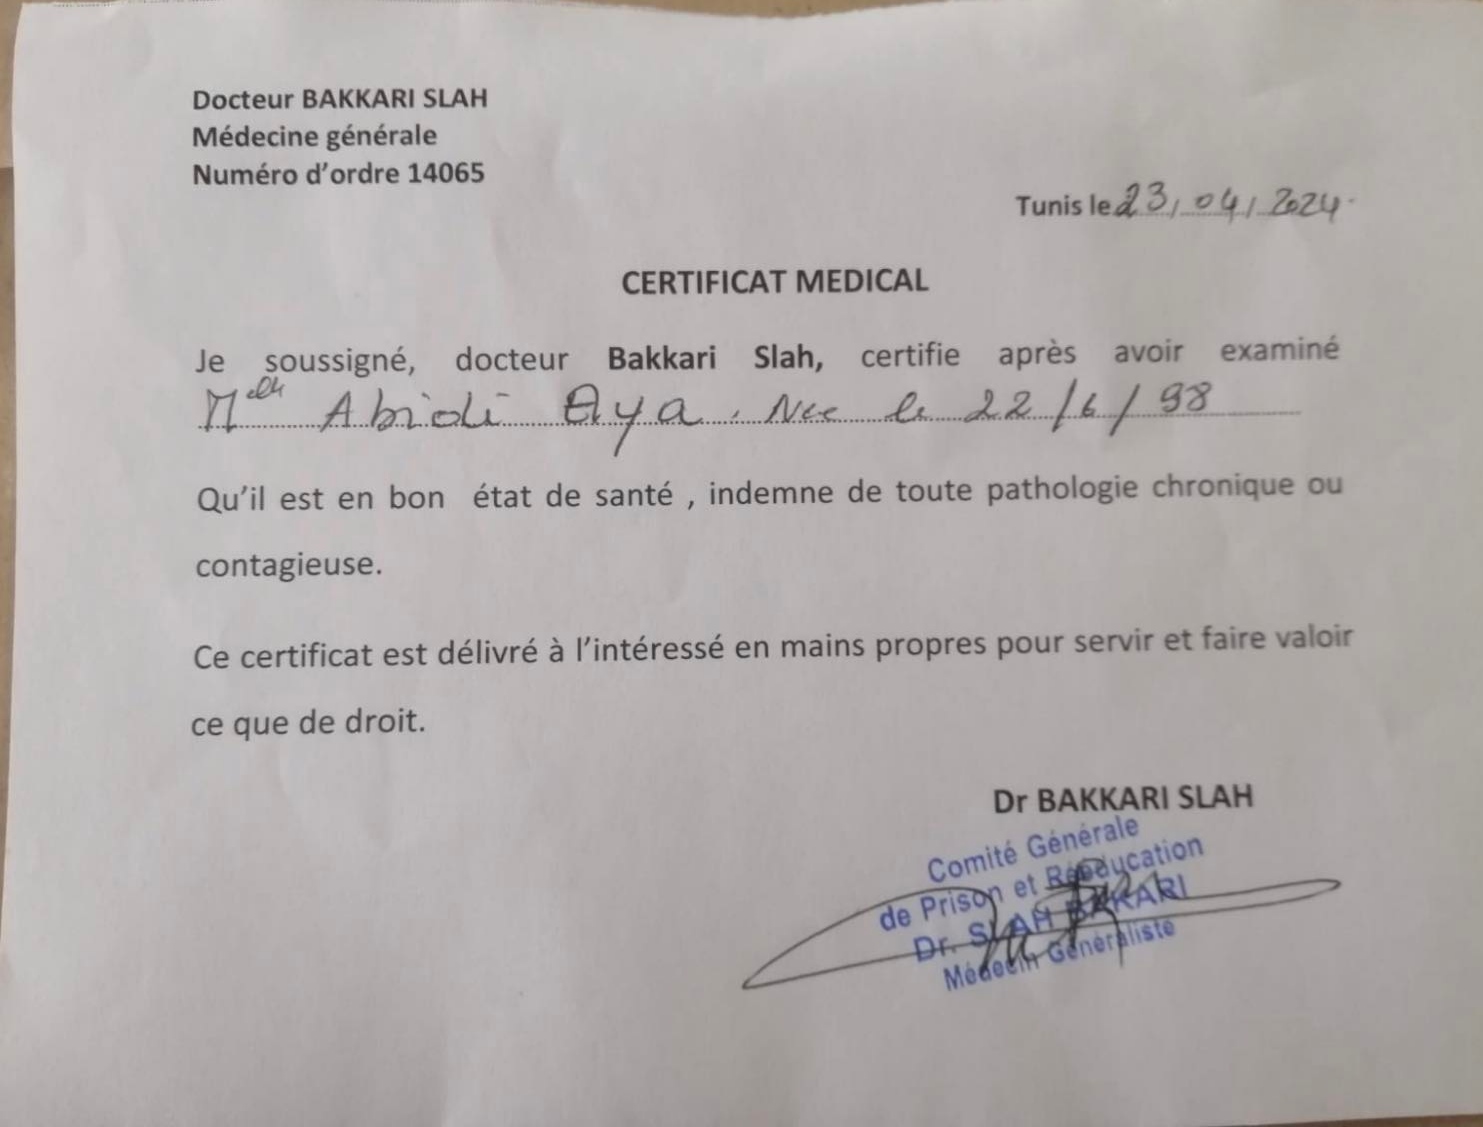 Docteur BAKKARI SLAH
Médecine générale
Numéro d'ordre 14065
Tunis le 23/04/2024
CERTIFICAT MEDICAL
Je soussigné, docteur Bakkari Slah, certifie après avoir examiné
Melle Abidi Aya. Nee le 22/6/98
Qu'il est en bon état de santé , indemne de toute pathologie chronique ou
contagieuse.
Ce certificat est délivré à l'intéressé en mains propres pour servir et faire valoir
ce que de droit.
Dr BAKKARI SLAH
Comité Générale
de Prison et Réeducation
Dr. SLAH BAKKARI
Médecin Généraliste